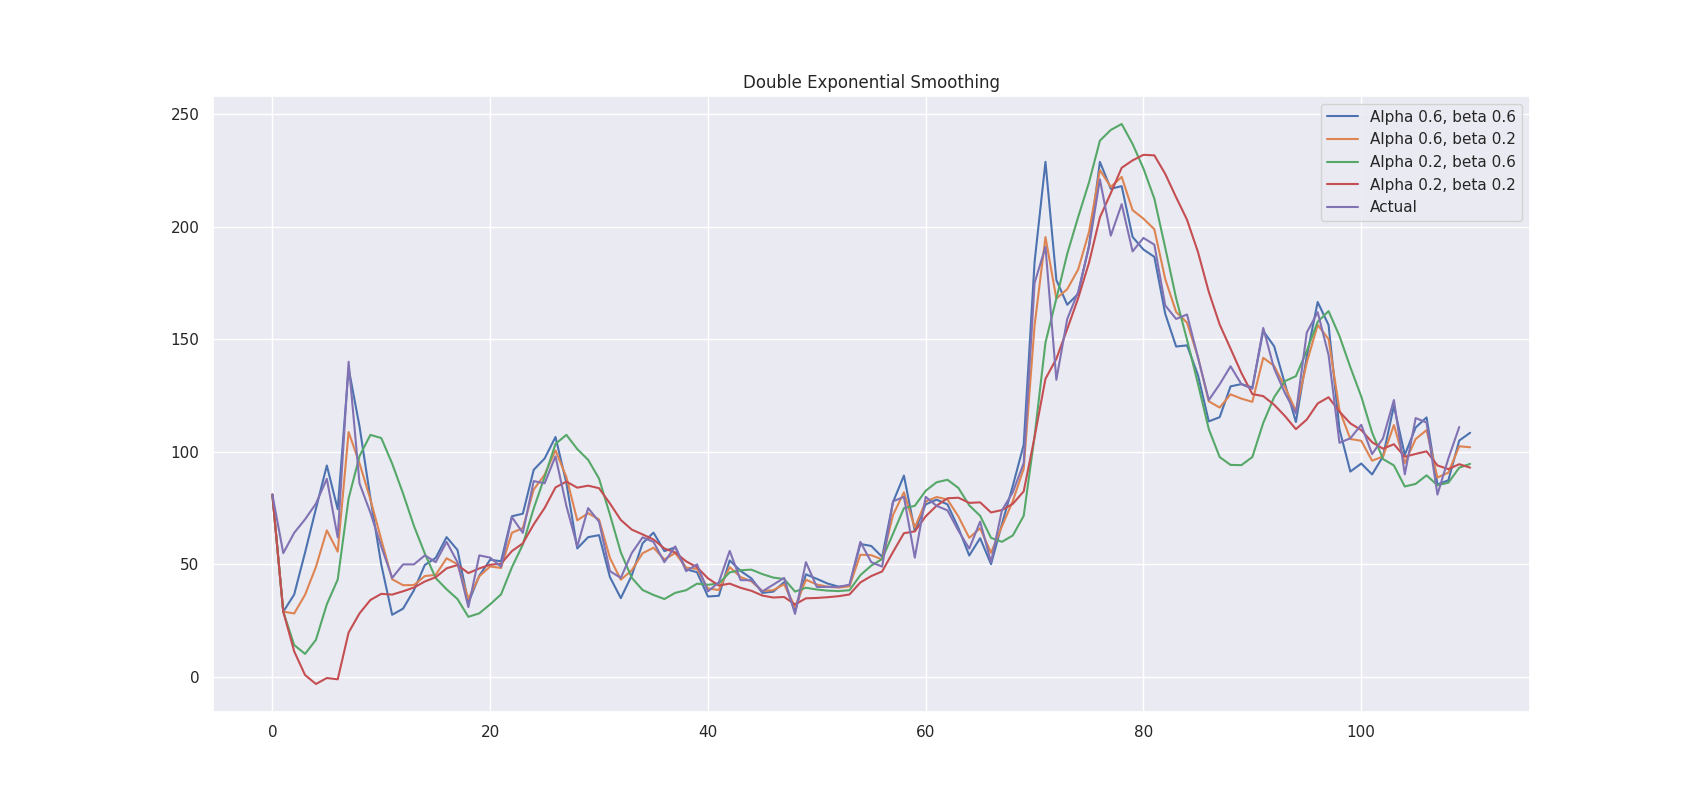 Double Exponential Smoothing
250
200
150
100
50
0
0
20
40
60
80
100
Alpha 0.6, beta 0.6
Alpha 0.6, beta 0.2
Alpha 0.2, beta 0.6
Alpha 0.2, beta 0.2
Actual